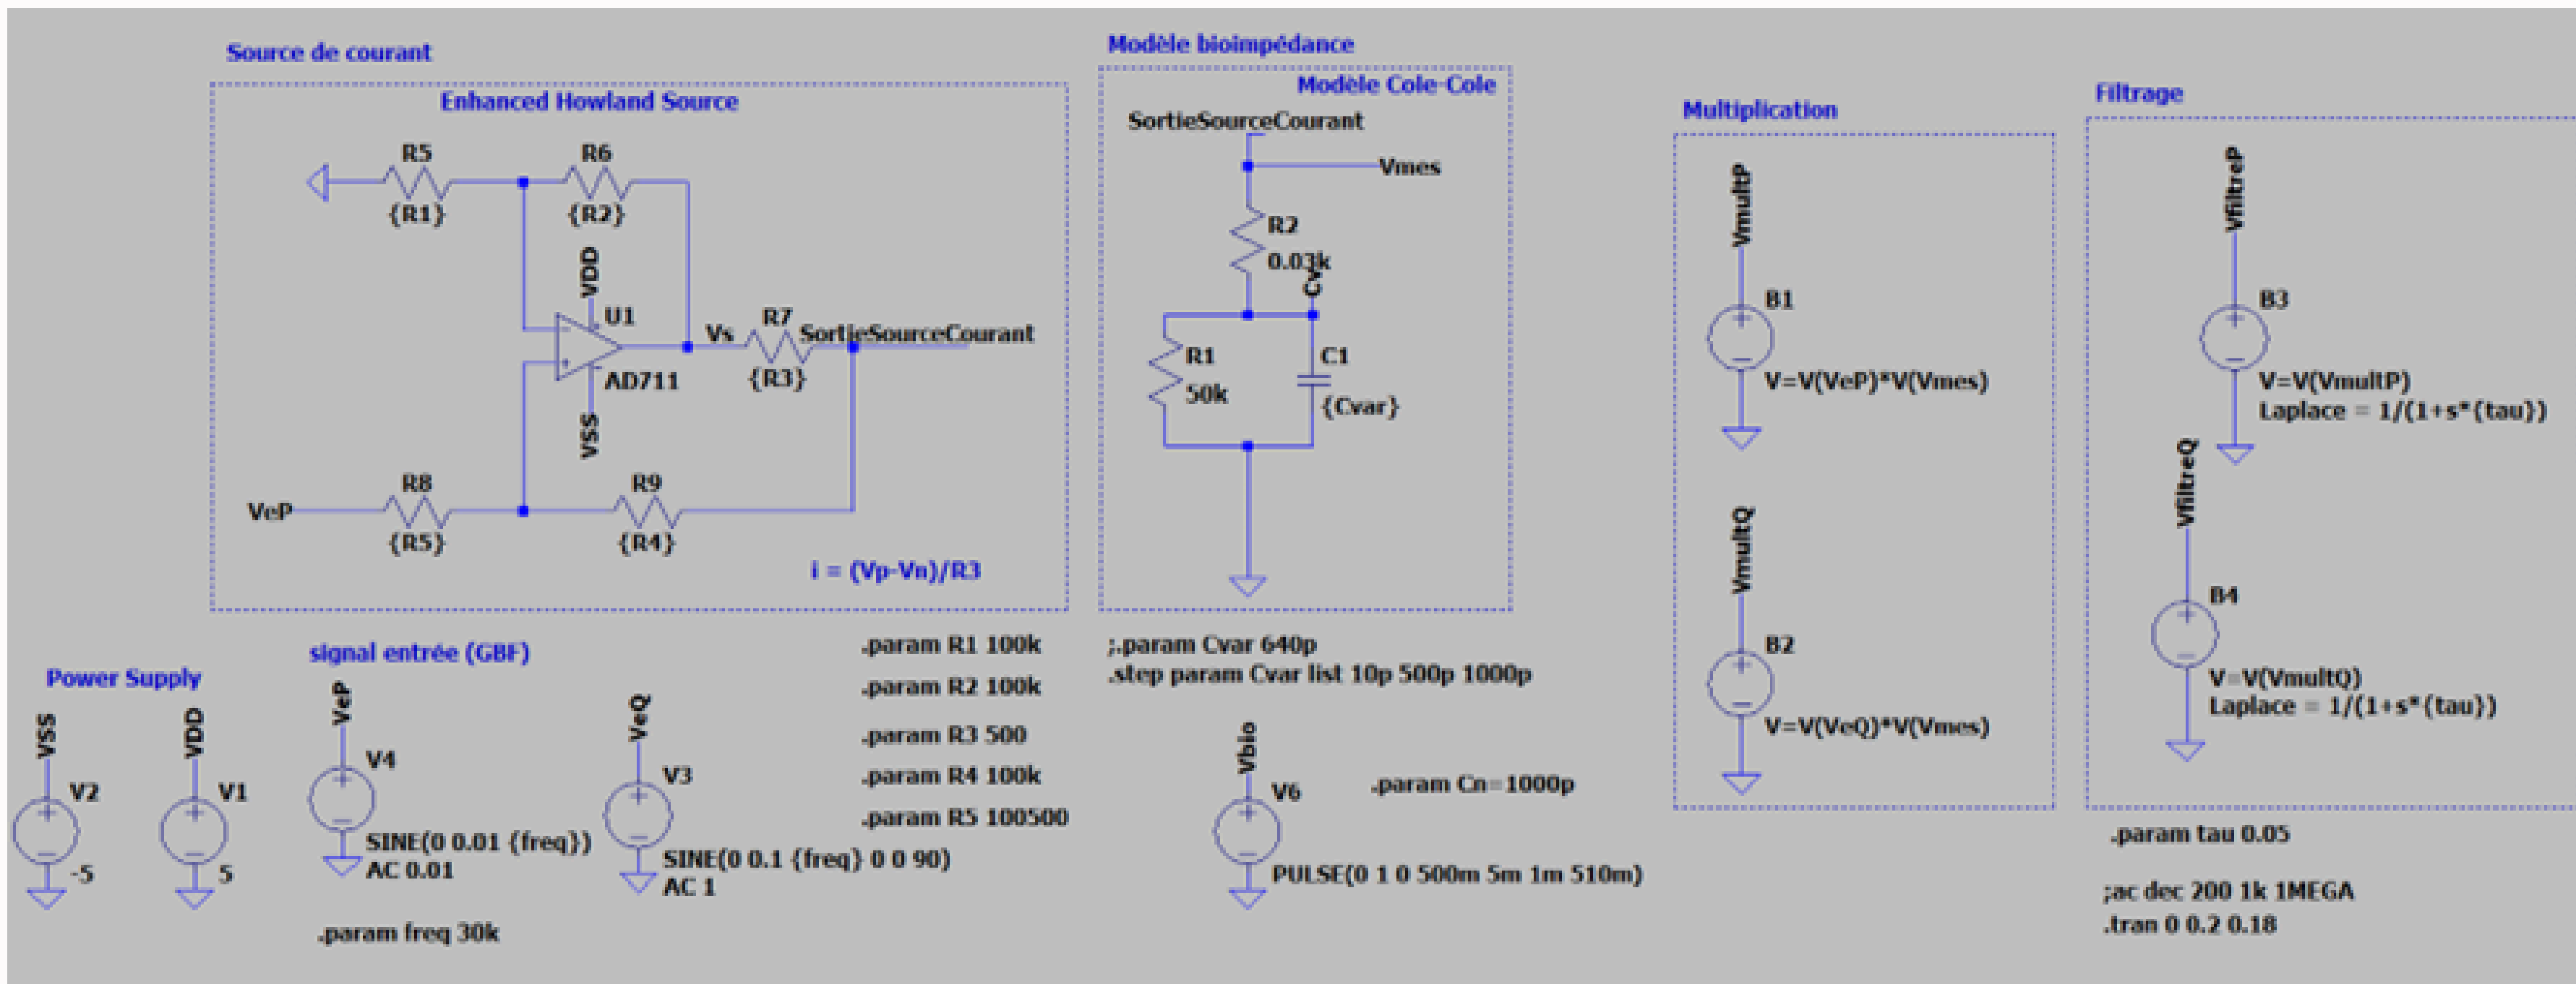 Source de courant
Enhanced Howland Source
R5
{R1}
R6
{R2}
VDD
U1
AD711
VSS
Vs
R7
{R3}
SortieSourceCourant
VeP
R8
{R5}
R9
{R4}
i = (Vp-Vn)/R3
Modèle bioimpédance
Modèle Cole-Cole
SortieSourceCourant
Vmes
R2
0.03k
Cv
R1
50k
C1
{Cvar}
Multiplication
VmultP
B1
V=V(VeP)*V(Vmes)
VmultQ
B2
V=V(VeQ)*V(Vmes)
Filtrage
VfiltreP
B3
V=V(VmultP)
Laplace = 1/(1+s*{tau})
VfiltreQ
B4
V=V(VmultQ)
Laplace = 1/(1+s*{tau})
Power Supply
VSS
V2
-5
VDD
V1
5
signal entrée (GBF)
VeP
V4
SINE(0 0.01 {freq})
AC 0.01
.param freq 30k
VeQ
V3
SINE(0 0.1 {freq} 0 0 90)
AC 1
.param R1 100k
.param R2 100k
.param R3 500
.param R4 100k
.param R5 100500
;.param Cvar 640p
.step param Cvar list 10p 500p 1000p
Vbio
V6
PULSE(0 1 0 500m 5m 1m 510m)
.param Cn=1000p
.param tau 0.05
;ac dec 200 1k 1MEGA
.tran 0 0.2 0.18